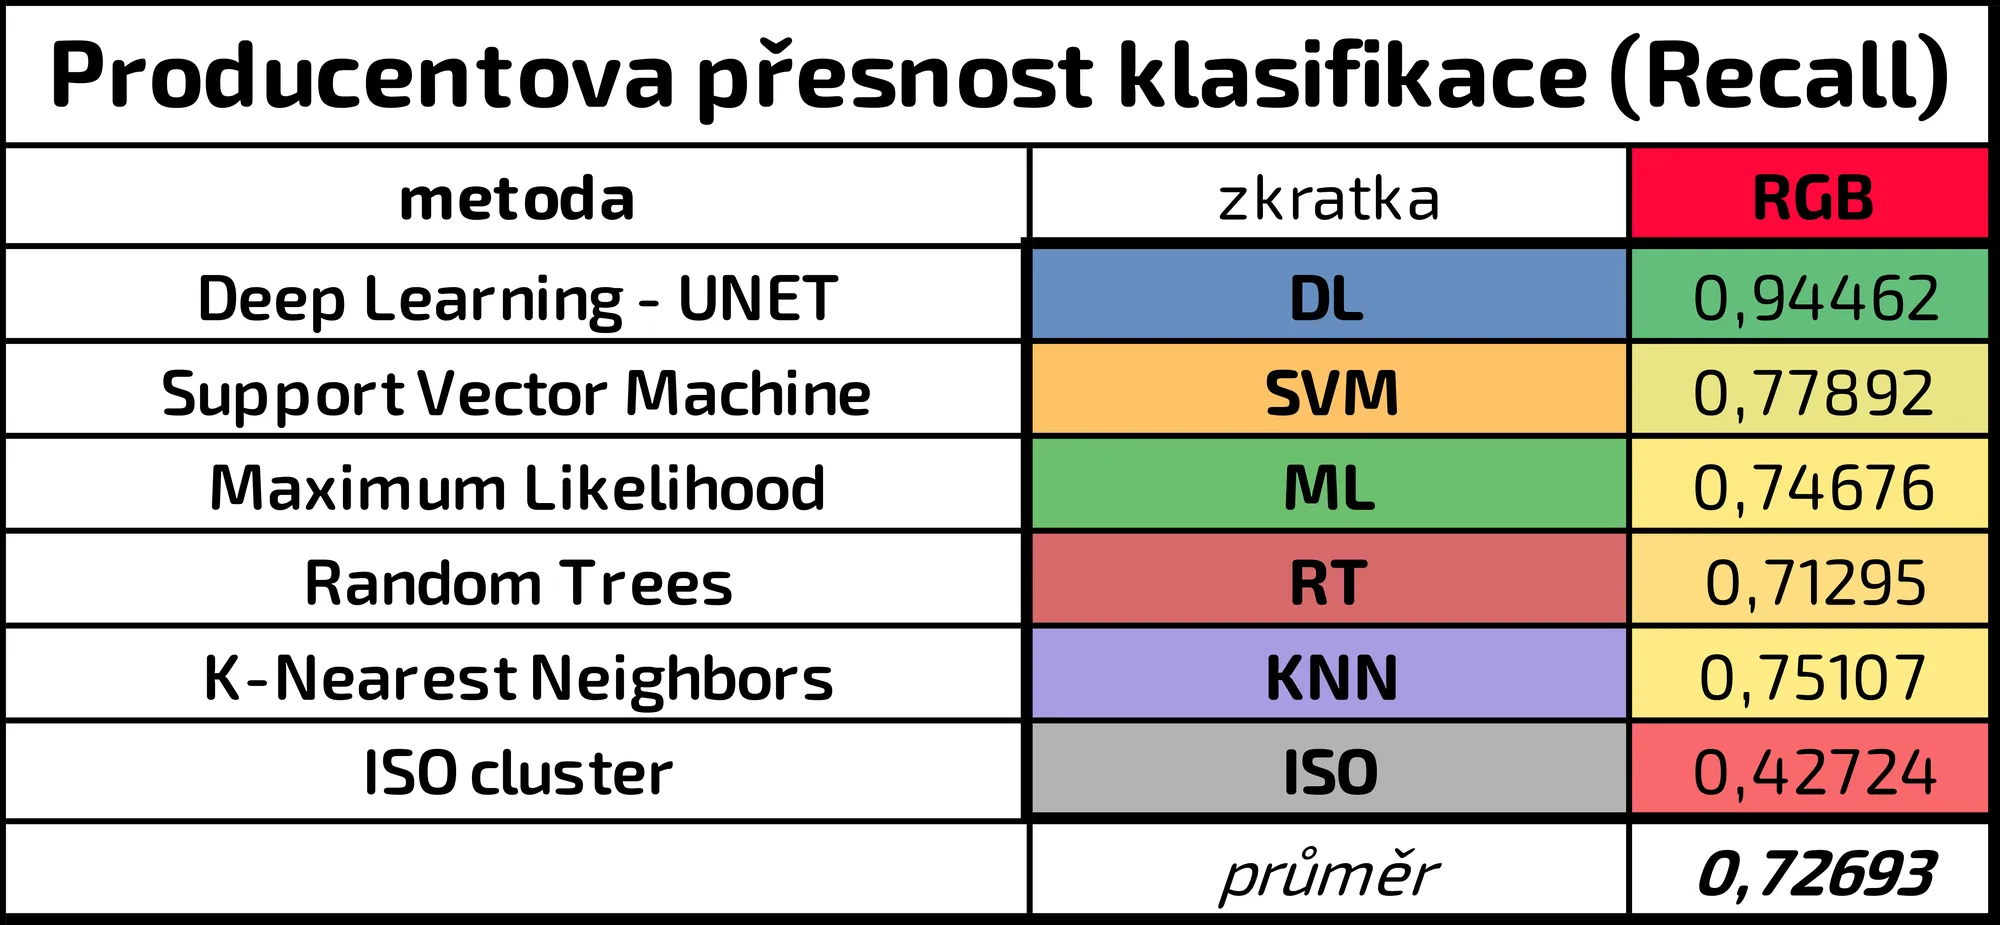 Producentova přesnost klasifikace (Recall)
metoda zkratka RGB
Deep Learning - UNET DL 0,94462
Support Vector Machine SVM 0,77892
Maximum Likelihood ML 0,74676
Random Trees RT 0,71295
K-Nearest Neighbors KNN 0,75107
ISO cluster ISO 0,42724
průměr 0,72693